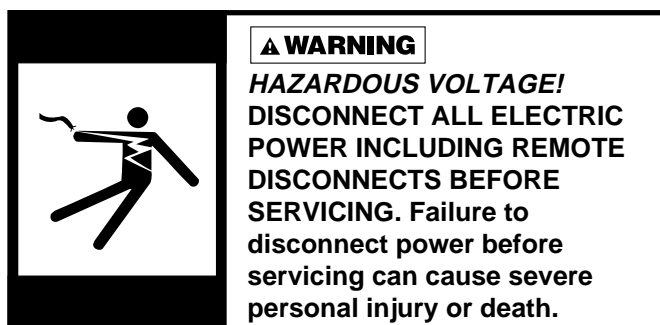 WARNING
HAZARDOUS VOLTAGE!
DISCONNECT ALL ELECTRIC
POWER INCLUDING REMOTE
DISCONNECTS BEFORE
SERVICING. Failure to
disconnect power before
servicing can cause severe
personal injury or death.